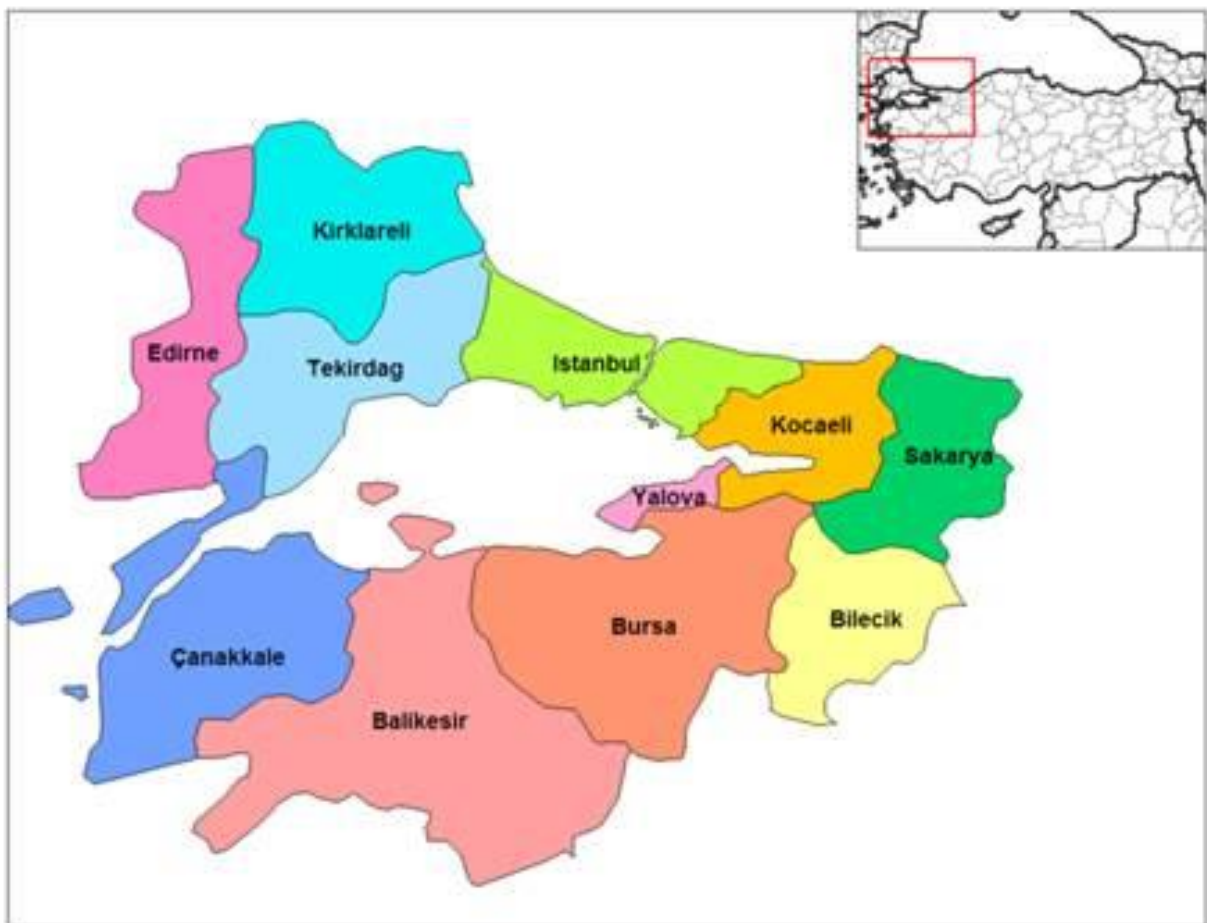 Kirklareli
Edirne
Tekirdag
Istanbul
Kocaeli
Sakarya
Yalova
Çanakkale
Bursa
Bilecik
Balikesir